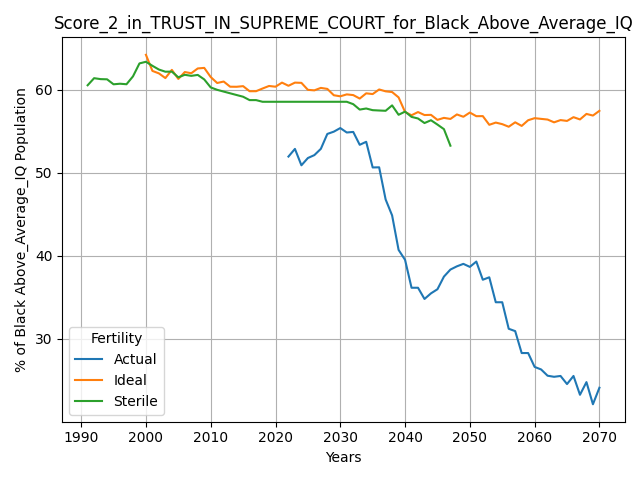 Score_2_in_TRUST_IN_SUPREME_COURT_for_Black_Above_Average_IQ
% of Black Above_Average_IQ Population
60
50
40
30
Fertility
Actual
Ideal
Sterile
1990 2000 2010 2020 2030 2040 2050 2060 2070
Years